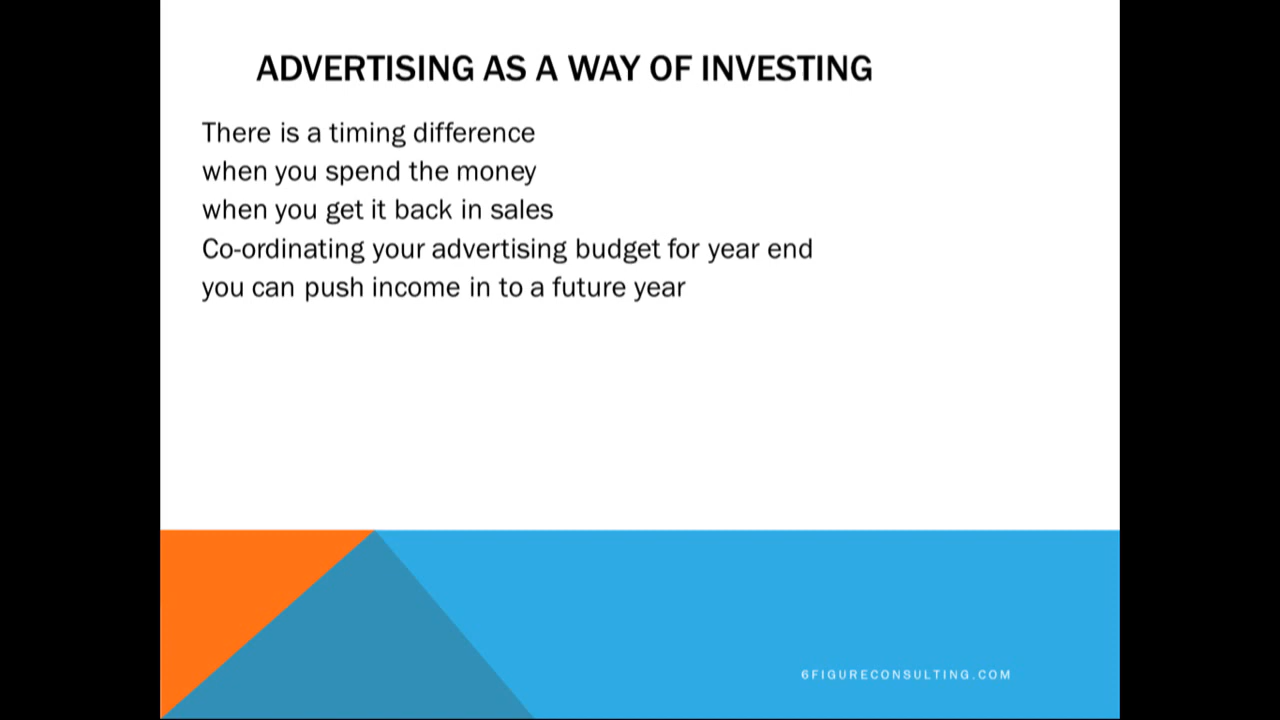 ADVERTISING AS A WAY OF INVESTING
There is a timing difference
when you spend the money
when you get it back in sales
Co-ordinating your advertising budget for year end
you can push income in to a future year
6FIGURECONSULTING.COM